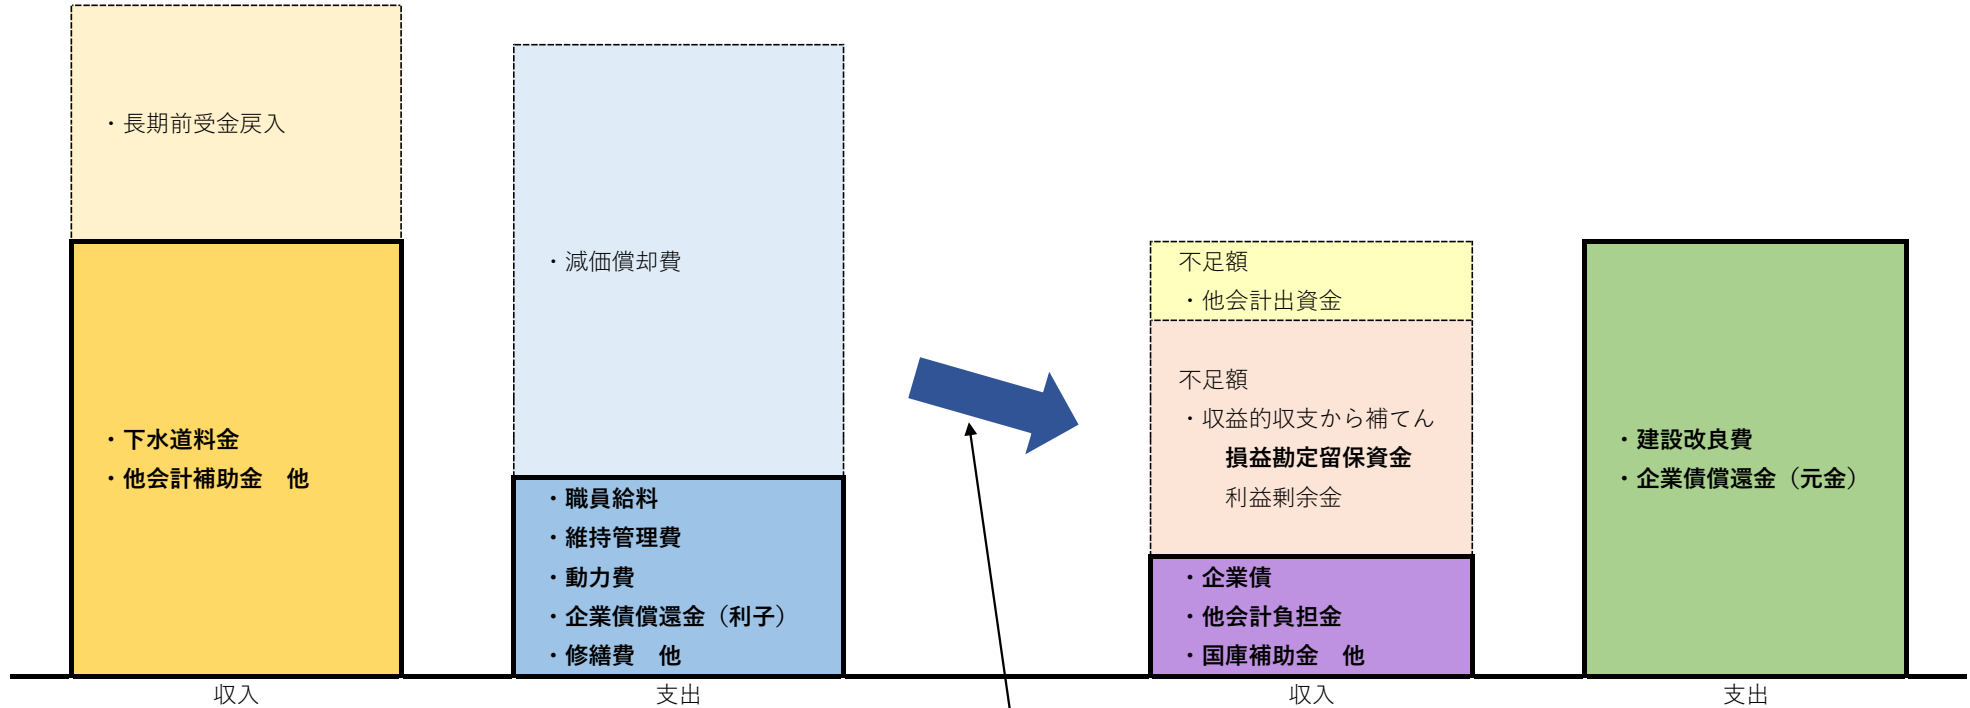 ・長期前受金戻入
・下水道料金
・他会計補助金　他
収入
・減価償却費
・職員給料
・維持管理費
・動力費
・企業債償還金（利子）
・修繕費　他
支出
不足額
・他会計出資金
不足額
・収益的収支から補てん
損益勘定留保資金
利益剰余金
・企業債
・他会計負担金
・国庫補助金　他
収入
・建設改良費
・企業債償還金（元金）
支出